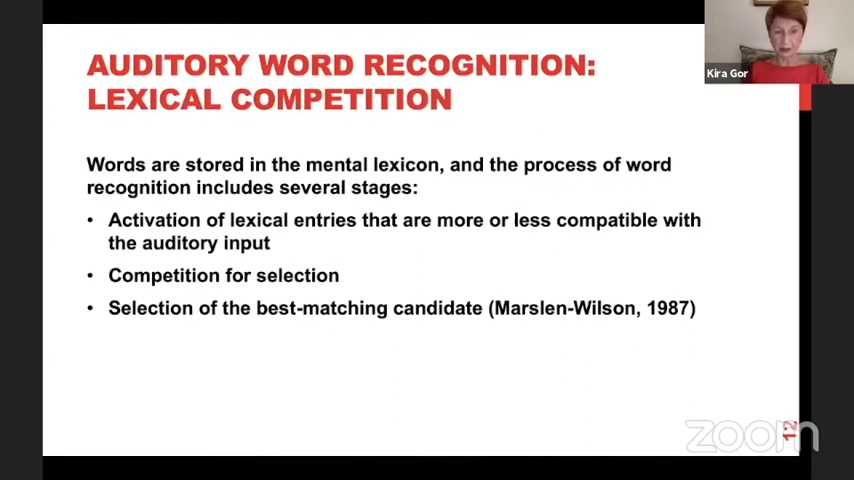 AUDITORY WORD RECOGNITION:
LEXICAL COMPETITION
Kira Gor
Words are stored in the mental lexicon, and the process of word
recognition includes several stages:
• Activation of lexical entries that are more or less compatible with
the auditory input
• Competition for selection
• Selection of the best-matching candidate (Marslen-Wilson, 1987)
12
zoom